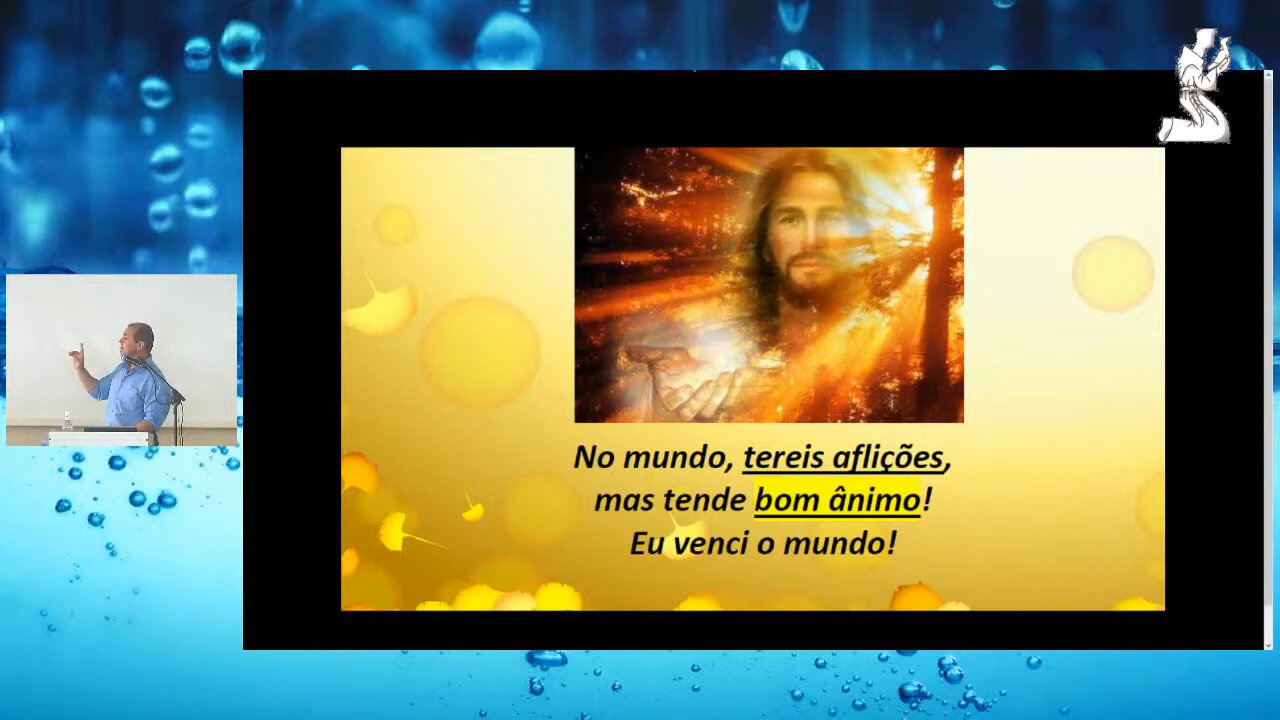 No mundo, tereis aflições,
mas tende bom ânimo!
Eu venci o mundo!